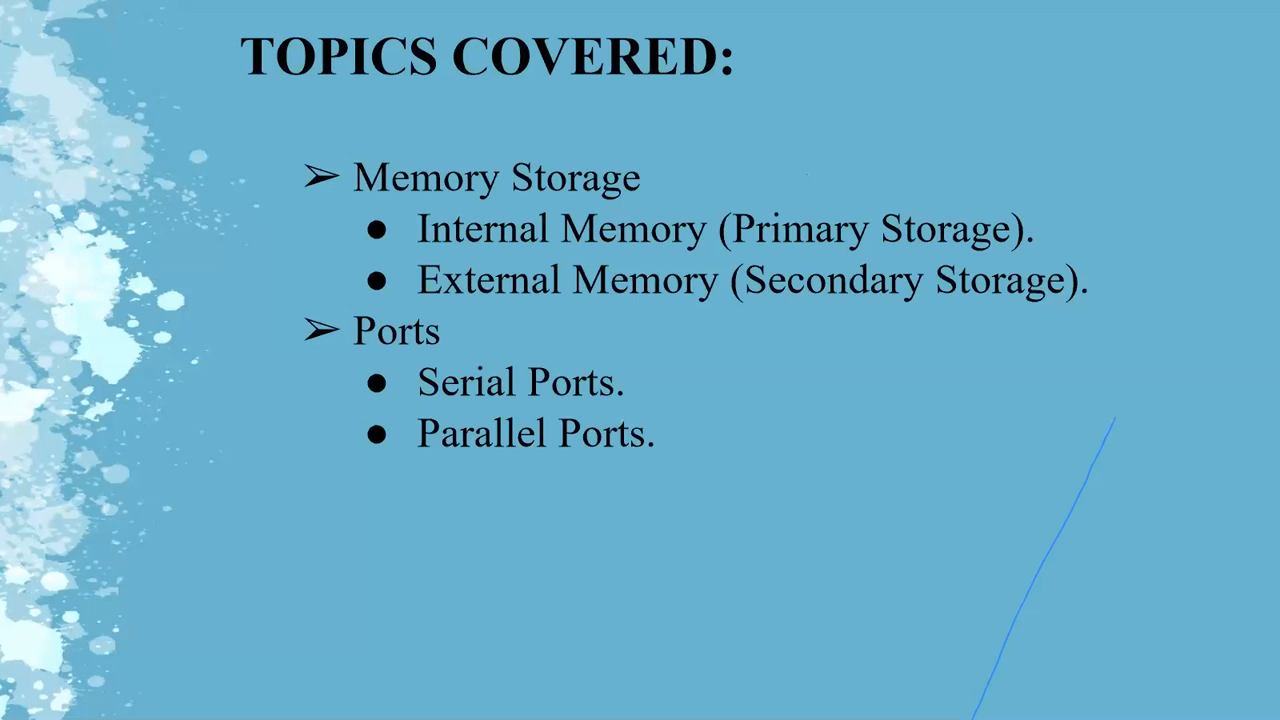 TOPICS COVERED:
➢ Memory Storage
● Internal Memory (Primary Storage).
● External Memory (Secondary Storage).
➢ Ports
● Serial Ports.
● Parallel Ports.